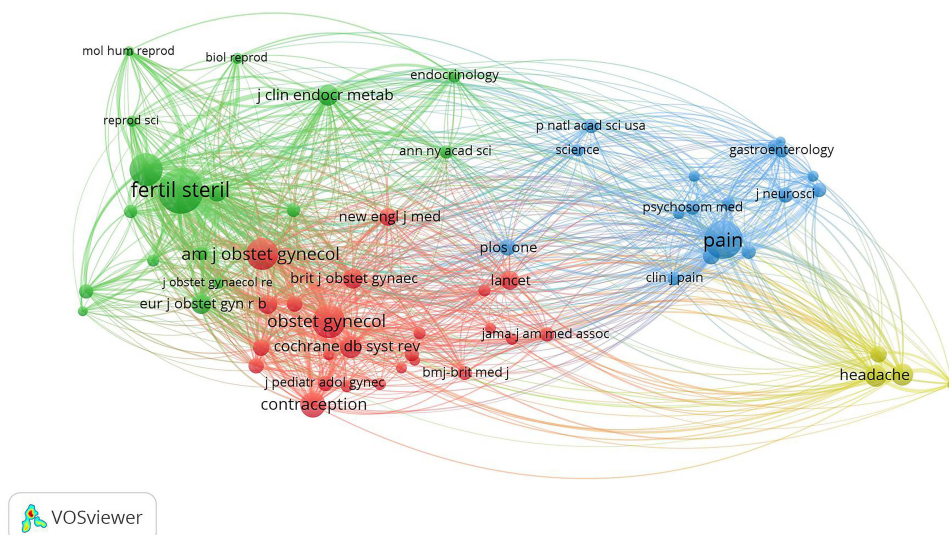 mol hum reprod
biol reprod
endocrinology
j clin endocr metab
reprod sci
p natl acad sci usa
ann ny acad sci
science
gastroenterology
fertil steril
j neurosci
psychosom med
new engl j med
pain
plos one
am j obstet gynecol
brit j obstet gynaec
clin j pain
j obstet gynaecol re
lancet
eur j obstet gyn r b
obstet gynecol
jama-j am med assoc
cochrane db syst rev
bmj-brit med j
headache
j pediatr adol gynec
contraception
VOSviewer